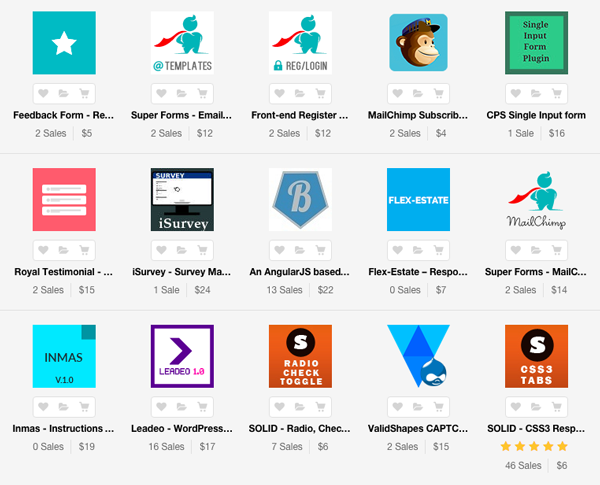 Single
Input
Form
Plugin
@TEMPLATES
REG/LOGIN
Feedback Form - Re...
Super Forms - Email...
Front-end Register ...
MailChimp Subscrib...
CPS Single Input form
2 Sales $5
2 Sales $12
2 Sales $12
2 Sales $4
1 Sale $16
SURVEY
iSurvey
B
FLEX-ESTATE
MailChimp
Royal Testimonial - ...
iSurvey - Survey Ma...
An AngularJS based...
Flex-Estate – Respo...
Super Forms - MailC...
2 Sales $15
1 Sale $24
13 Sales $22
0 Sales $7
2 Sales $14
INMAS
V.1.0
LEADEO 1.0
S
RADIO
CHECK
TOGGLE
S
CSS3
TABS
Inmas - Instructions ...
Leadeo - WordPress...
SOLID - Radio, Chec...
ValidShapes CAPTC...
SOLID - CSS3 Resp...
0 Sales $19
16 Sales $17
7 Sales $6
2 Sales $15
46 Sales $6